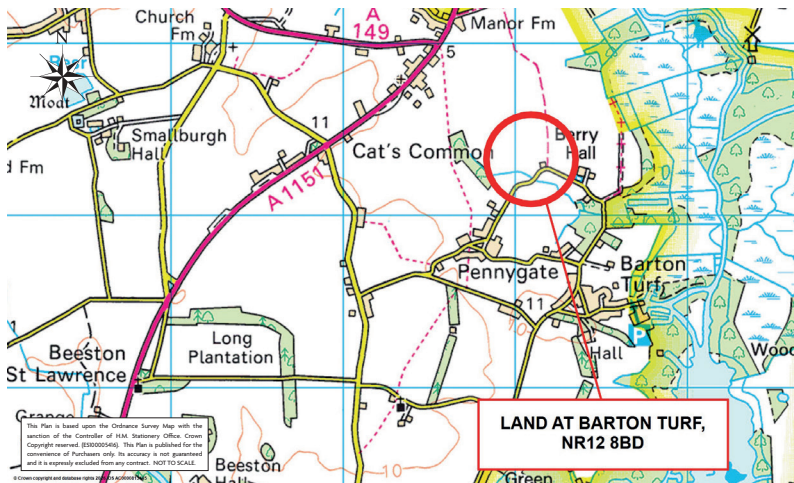 Church
Fm
A
149
Manor Fm
5
N
Moat
Smallburgh
Hall
d Fm
11
Cat's Common
Berry
Hall
A1151
Pennygate
Barton
Turf
11
10
P
Hall
Long
Plantation
Beeston
St Lawrence
Wood
Grange
LAND AT BARTON TURF,
NR12 8BD
This Plan is based upon the Ordnance Survey Map with the
sanction of the Controller of H.M. Stationery Office. Crown
Copyright reserved. (ES100005416). This Plan is published for the
convenience of Purchasers only. Its accuracy is not guaranteed
and it is expressly excluded from any contract. NOT TO SCALE.
Beeston
Hall
10
Green